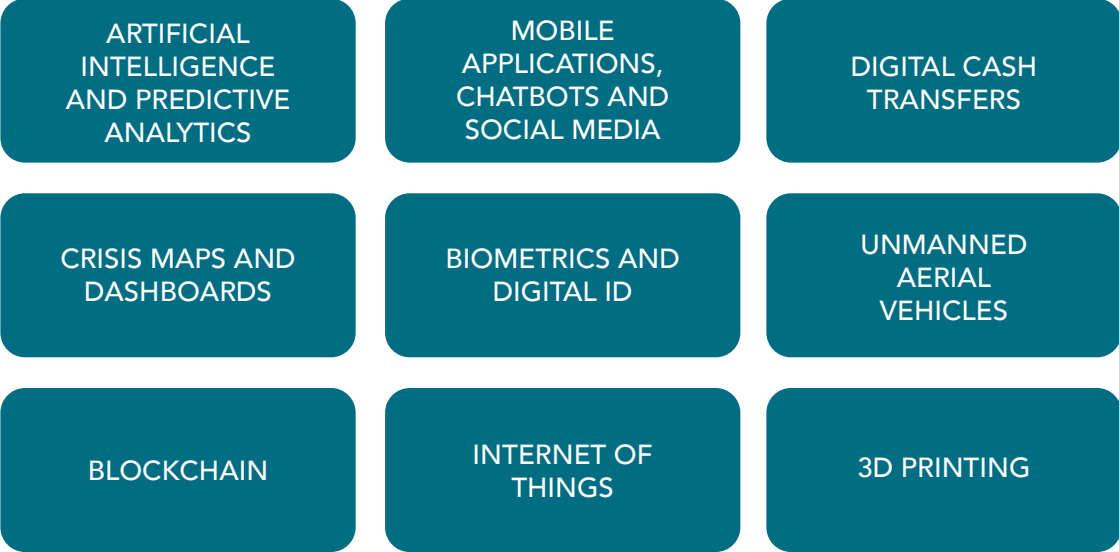 ARTIFICIAL
INTELLIGENCE
AND PREDICTIVE
ANALYTICS
MOBILE
APPLICATIONS,
CHATBOTS AND
SOCIAL MEDIA
DIGITAL CASH
TRANSFERS
CRISIS MAPS AND
DASHBOARDS
BIOMETRICS AND
DIGITAL ID
UNMANNED
AERIAL
VEHICLES
BLOCKCHAIN
INTERNET OF
THINGS
3D PRINTING